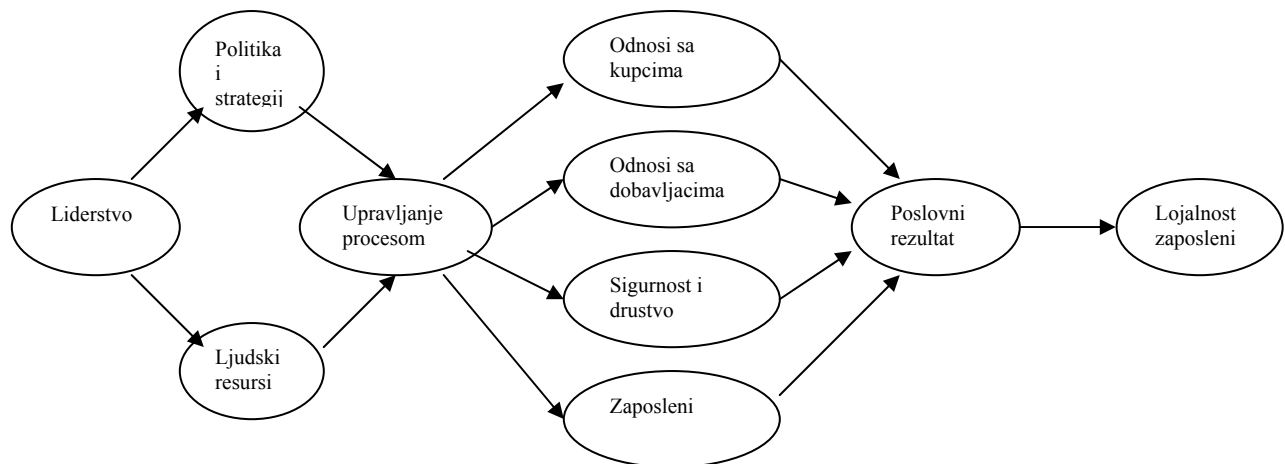 Politika
i
strategij
Odnosi sa
kupcima
Odnosi sa
dobavljacima
Liderstvo
Upravljanje
procesom
Poslovni
rezultat
Lojalnost
zaposleni
Sigurnost i
drustvo
Ljudski
resursi
Zaposleni